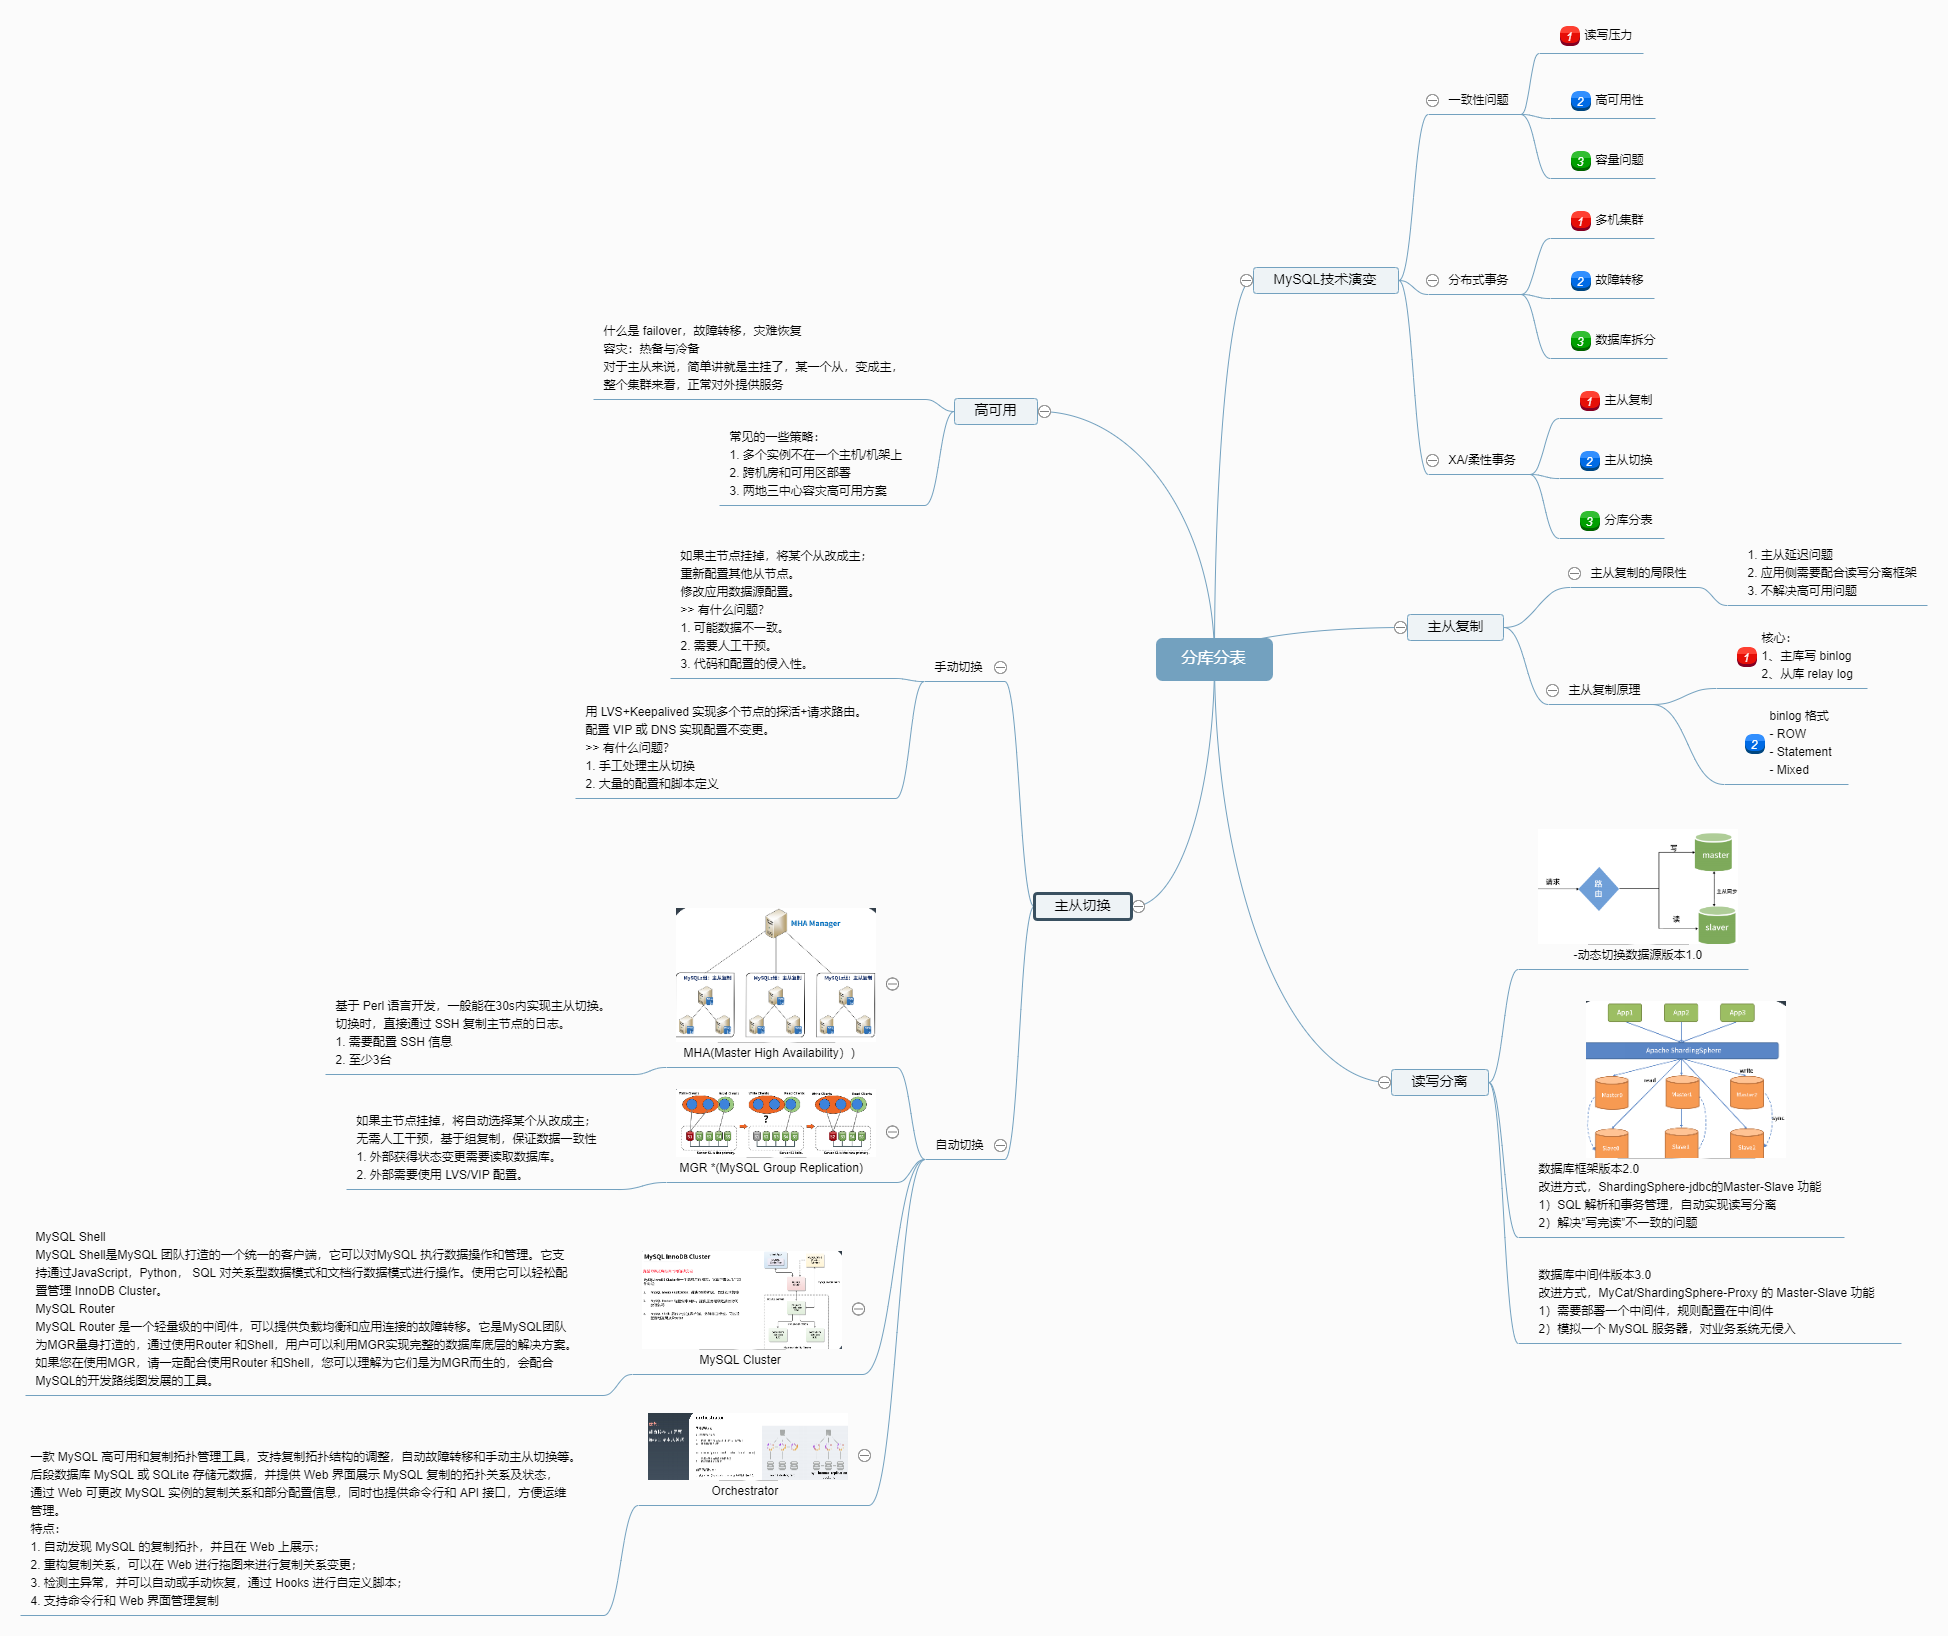 分库分表
MySQL技术演变
一致性问题
1 读写压力
2 高可用性
3 容量问题
分布式事务
1 多机集群
2 故障转移
3 数据库拆分
XA/柔性事务
1 主从复制
2 主从切换
3 分库分表
主从复制
主从复制的局限性
1. 主从延迟问题
2. 应用侧需要配合读写分离框架
3. 不解决高可用问题
主从复制原理
1
核心：
1、主库写 binlog
2、从库 relay log
2
binlog 格式
- ROW
- Statement
- Mixed
读写分离
请求
路
由
写
读
master
主从同步
slaver
-动态切换数据源版本1.0
App1
App2
App3
Apache ShardingSphere
read
write
Master0
Master1
sync
Slave0
数据库框架版本2.0
改进方式，ShardingSphere-jdbc的Master-Slave 功能
1）SQL 解析和事务管理，自动实现读写分离
2）解决"写完读"不一致的问题
数据库中间件版本3.0
改进方式，MyCat/ShardingSphere-Proxy 的 Master-Slave 功能
1）需要部署一个中间件，规则配置在中间件
2）模拟一个 MySQL 服务器，对业务系统无侵入
高可用
什么是 failover，故障转移，灾难恢复
容灾：热备与冷备
对于主从来说，简单讲就是主挂了，某一个从，变成主，
整个集群来看，正常对外提供服务
常见的一些策略：
1. 多个实例不在一个主机/机架上
2. 跨机房和可用区部署
3. 两地三中心容灾高可用方案
主从切换
手动切换
如果主节点挂掉，将某个从改成主；
重新配置其他从节点。
修改应用数据源配置。
>> 有什么问题？
1. 可能数据不一致。
2. 需要人工干预。
3. 代码和配置的侵入性。
用 LVS+Keepalived 实现多个节点的探活+请求路由。
配置 VIP 或 DNS 实现配置不变更。
>> 有什么问题？
1. 手工处理主从切换
2. 大量的配置和脚本定义
自动切换
MHA Manager
MHA(Master High Availability））
基于 Perl 语言开发，一般能在30s内实现主从切换。
切换时，直接通过 SSH 复制主节点的日志。
1. 需要配置 SSH 信息
2. 至少3台
MGR *(MySQL Group Replication)
如果主节点挂掉，将自动选择某个从改成主；
无需人工干预，基于组复制，保证数据一致性
1. 外部获得状态变更需要读取数据库。
2. 外部需要使用 LVS/VIP 配置。
MySQL InnoDB Cluster
MySQL Cluster
MySQL Shell
MySQL Shell是MySQL 团队打造的一个统一的客户端，它可以对MySQL 执行数据操作和管理。它支
持通过JavaScript，Python， SQL 对关系型数据模式和文档行数据模式进行操作。使用它可以轻松配
置管理 InnoDB Cluster。
MySQL Router
MySQL Router 是一个轻量级的中间件，可以提供负载均衡和应用连接的故障转移。它是MySQL团队
为MGR量身打造的，通过使用Router 和Shell，用户可以利用MGR实现完整的数据库底层的解决方案。
如果您在使用MGR，请一定配合使用Router 和Shell，您可以理解为它们是为MGR而生的，会配合
MySQL的开发路线图发展的工具。
Orchestrator
一款 MySQL 高可用和复制拓扑管理工具，支持复制拓扑结构的调整，自动故障转移和手动主从切换等。
后段数据库 MySQL 或 SQLite 存储元数据，并提供 Web 界面展示 MySQL 复制的拓扑关系及状态，
通过 Web 可更改 MySQL 实例的复制关系和部分配置信息，同时也提供命令行和 API 接口，方便运维
管理。
特点：
1. 自动发现 MySQL 的复制拓扑，并且在 Web 上展示；
2. 重构复制关系，可以在 Web 进行拖图来进行复制关系变更；
3. 检测主异常，并可以自动或手动恢复，通过 Hooks 进行自定义脚本；
4. 支持命令行和 Web 界面管理复制